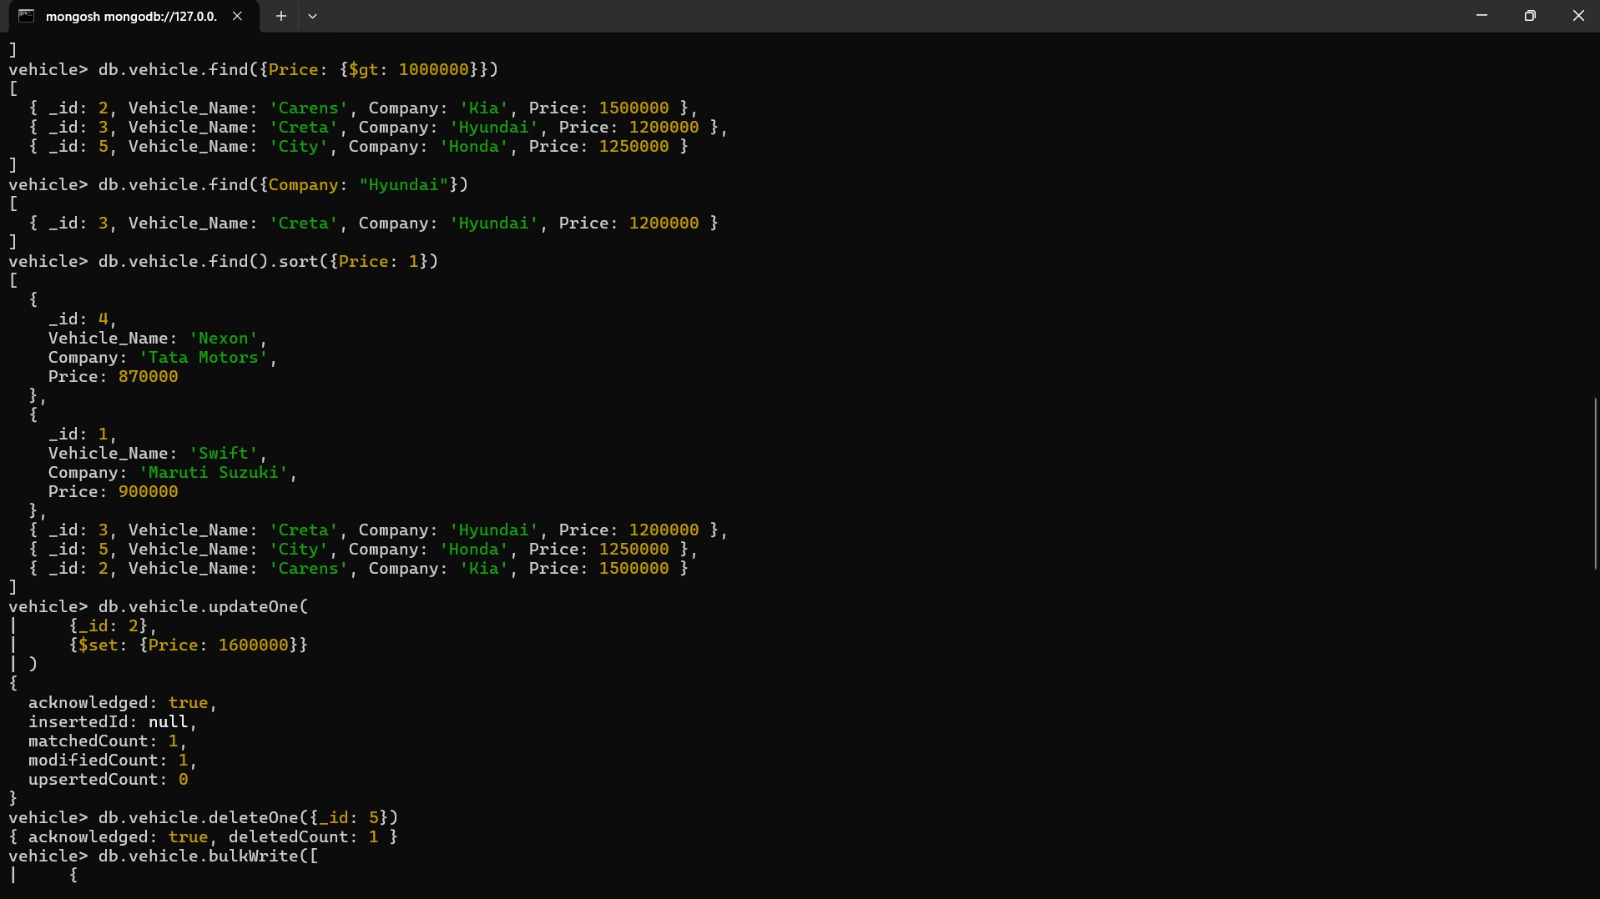 mongosh mongodb://127.0.0.
]
vehicle> db.vehicle.find({Price: {$gt: 1000000}})
[
  { _id: 2, Vehicle_Name: 'Carens', Company: 'Kia', Price: 1500000 },
  { _id: 3, Vehicle_Name: 'Creta', Company: 'Hyundai', Price: 1200000 },
  { _id: 5, Vehicle_Name: 'City', Company: 'Honda', Price: 1250000 }
]
vehicle> db.vehicle.find({Company: "Hyundai"})
[
  { _id: 3, Vehicle_Name: 'Creta', Company: 'Hyundai', Price: 1200000 }
]
vehicle> db.vehicle.find().sort({Price: 1})
[
  {
    _id: 4,
    Vehicle_Name: 'Nexon',
    Company: 'Tata Motors',
    Price: 870000
  },
  {
    _id: 1,
    Vehicle_Name: 'Swift',
    Company: 'Maruti Suzuki',
    Price: 900000
  },
  { _id: 3, Vehicle_Name: 'Creta', Company: 'Hyundai', Price: 1200000 },
  { _id: 5, Vehicle_Name: 'City', Company: 'Honda', Price: 1250000 },
  { _id: 2, Vehicle_Name: 'Carens', Company: 'Kia', Price: 1500000 }
]
vehicle> db.vehicle.updateOne(
|     {_id: 2},
|     {$set: {Price: 1600000}}
| )
{
  acknowledged: true,
  insertedId: null,
  matchedCount: 1,
  modifiedCount: 1,
  upsertedCount: 0
}
vehicle> db.vehicle.deleteOne({_id: 5})
{ acknowledged: true, deletedCount: 1 }
vehicle> db.vehicle.bulkWrite([
|     {